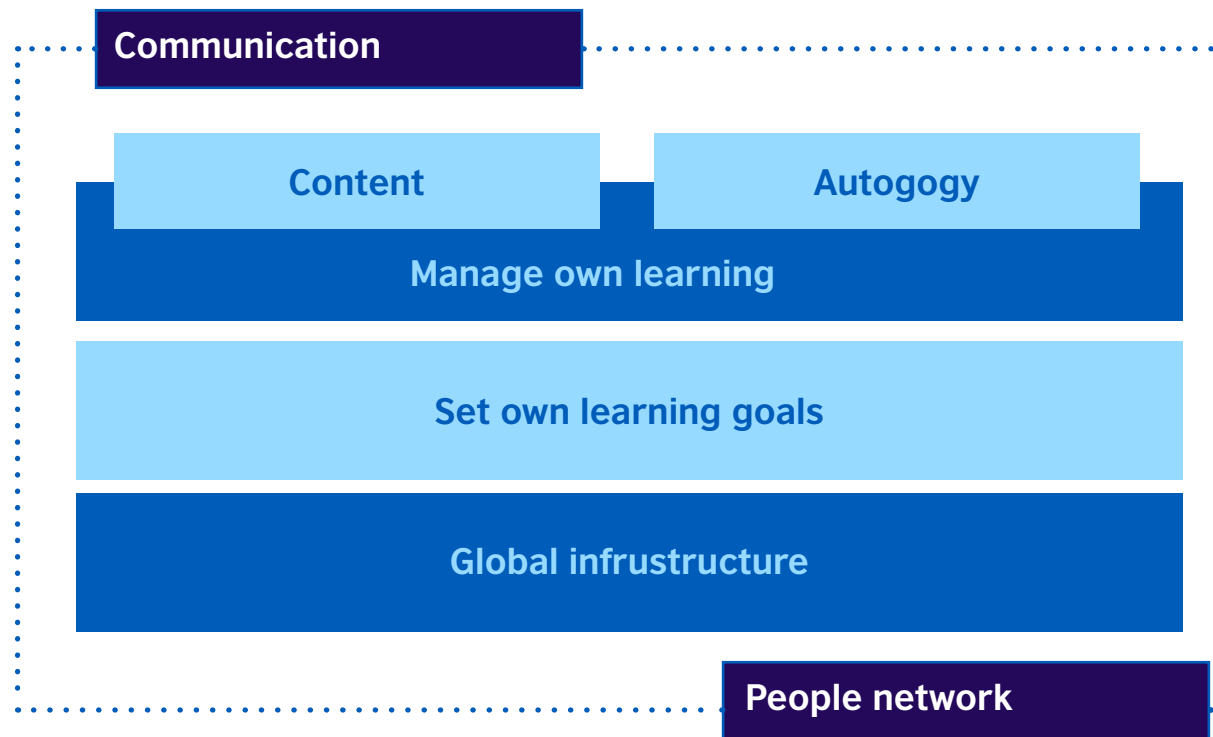 Communication
Content
Autogogy
Manage own learning
Set own learning goals
Global infrustructure
People network